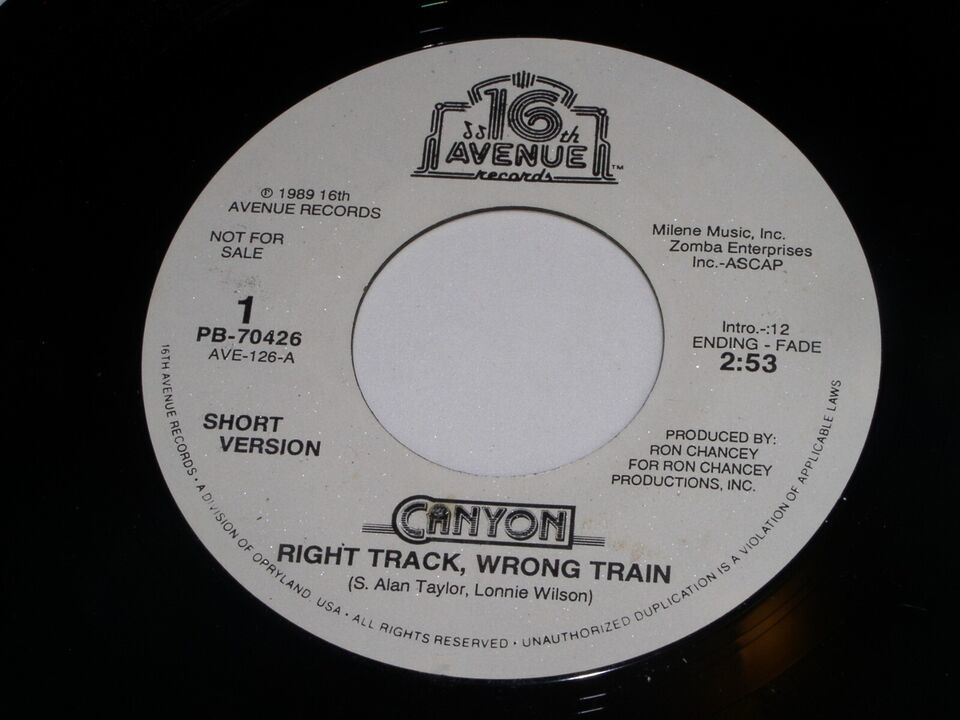 16th
AVENUE
records
TM
℗ 1989 16th
AVENUE RECORDS
NOT FOR
SALE
1
PB-70426
AVE-126-A
SHORT
VERSION
Milene Music, Inc.
Zomba Enterprises
Inc.-ASCAP
Intro.-:12
ENDING - FADE
2:53
PRODUCED BY:
RON CHANCEY
FOR RON CHANCEY
PRODUCTIONS, INC.
CANYON
RIGHT TRACK, WRONG TRAIN
(S. Alan Taylor, Lonnie Wilson)
16TH AVENUE RECORDS • A DIVISION OF OPRYLAND USA • ALL RIGHTS RESERVED • UNAUTHORIZED DUPLICATION IS A VIOLATION OF APPLICABLE LAWS